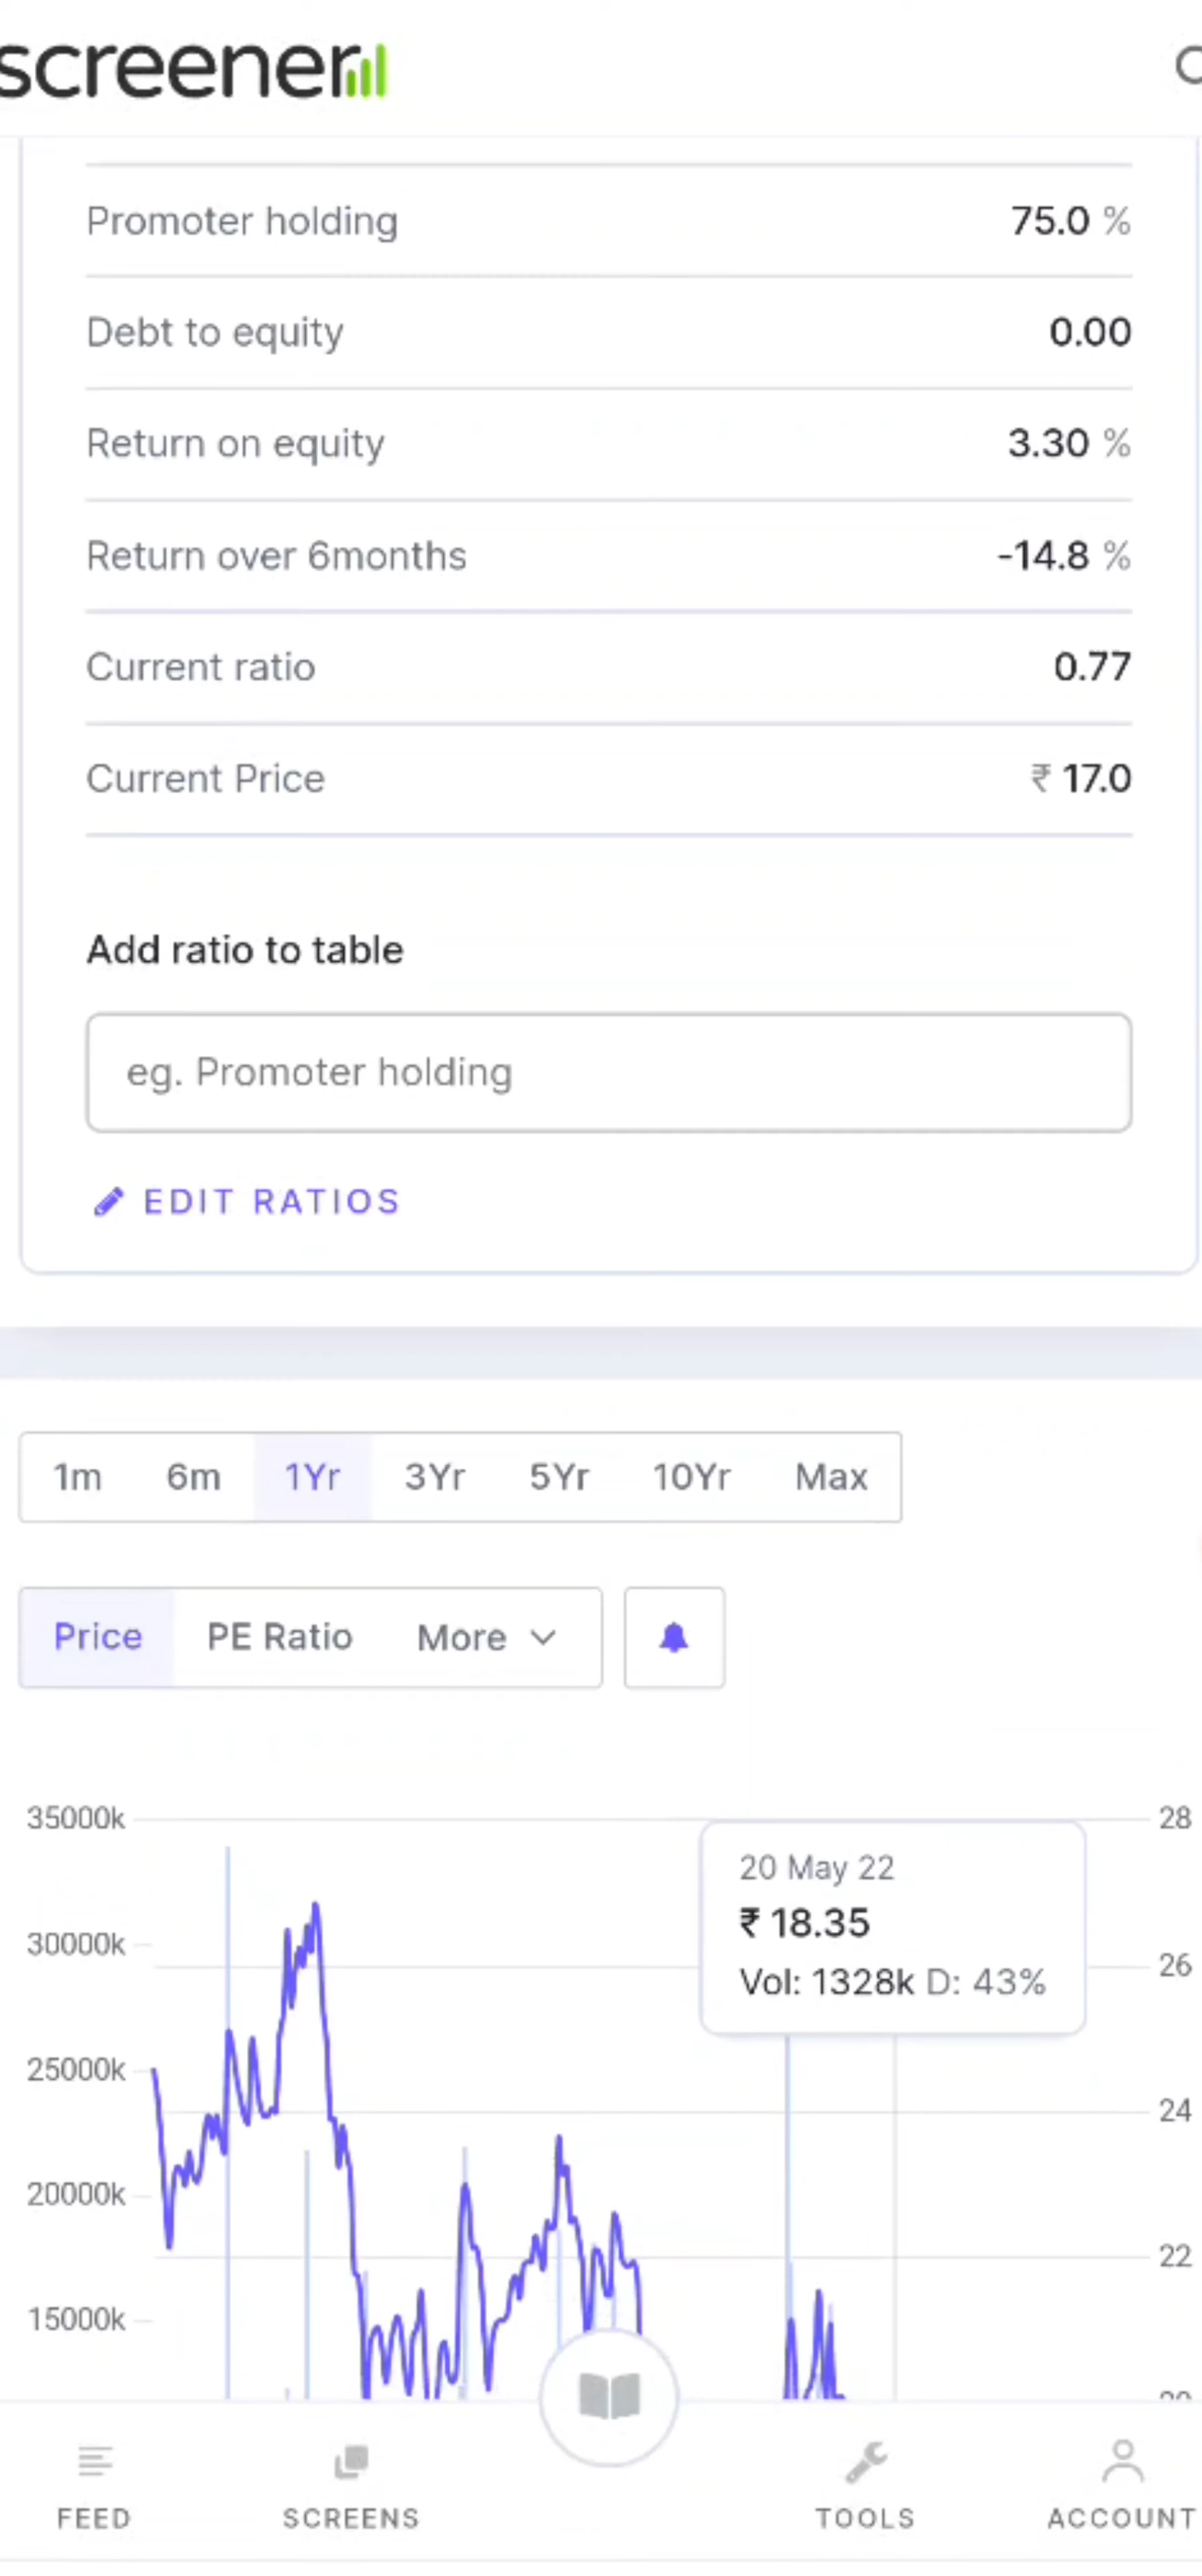 screener
Promoter holding 75.0 %
Debt to equity 0.00
Return on equity 3.30 %
Return over 6months -14.8 %
Current ratio 0.77
Current Price ₹ 17.0
Add ratio to table
eg. Promoter holding
EDIT RATIOS
1m 6m 1Yr 3Yr 5Yr 10Yr Max
Price PE Ratio More
35000k 28
20 May 22
₹ 18.35
30000k 26
Vol: 1328k D: 43%
25000k 24
20000k 22
15000k
FEED SCREENS TOOLS ACCOUNT